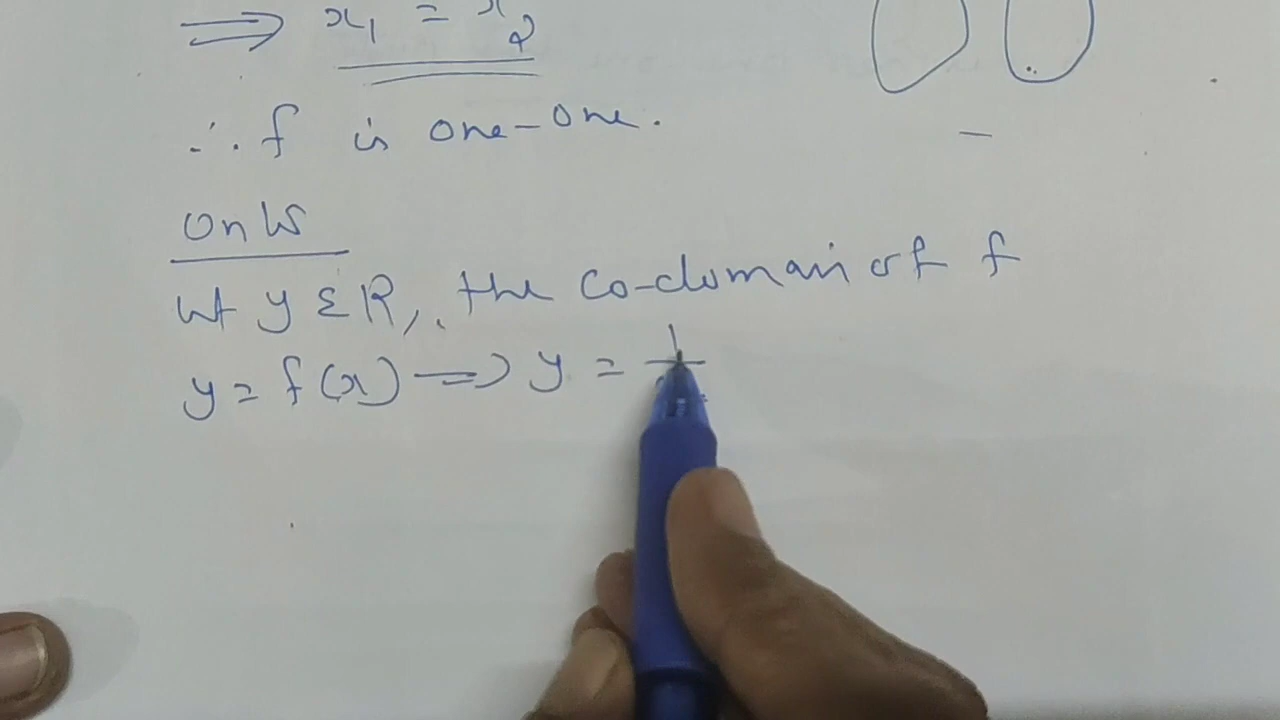 ⟹ x₁ = x₂
∴ f is one-one.
Onto
Let y ε R, the co-domain of f
y = f(x) ⟹ y = 1